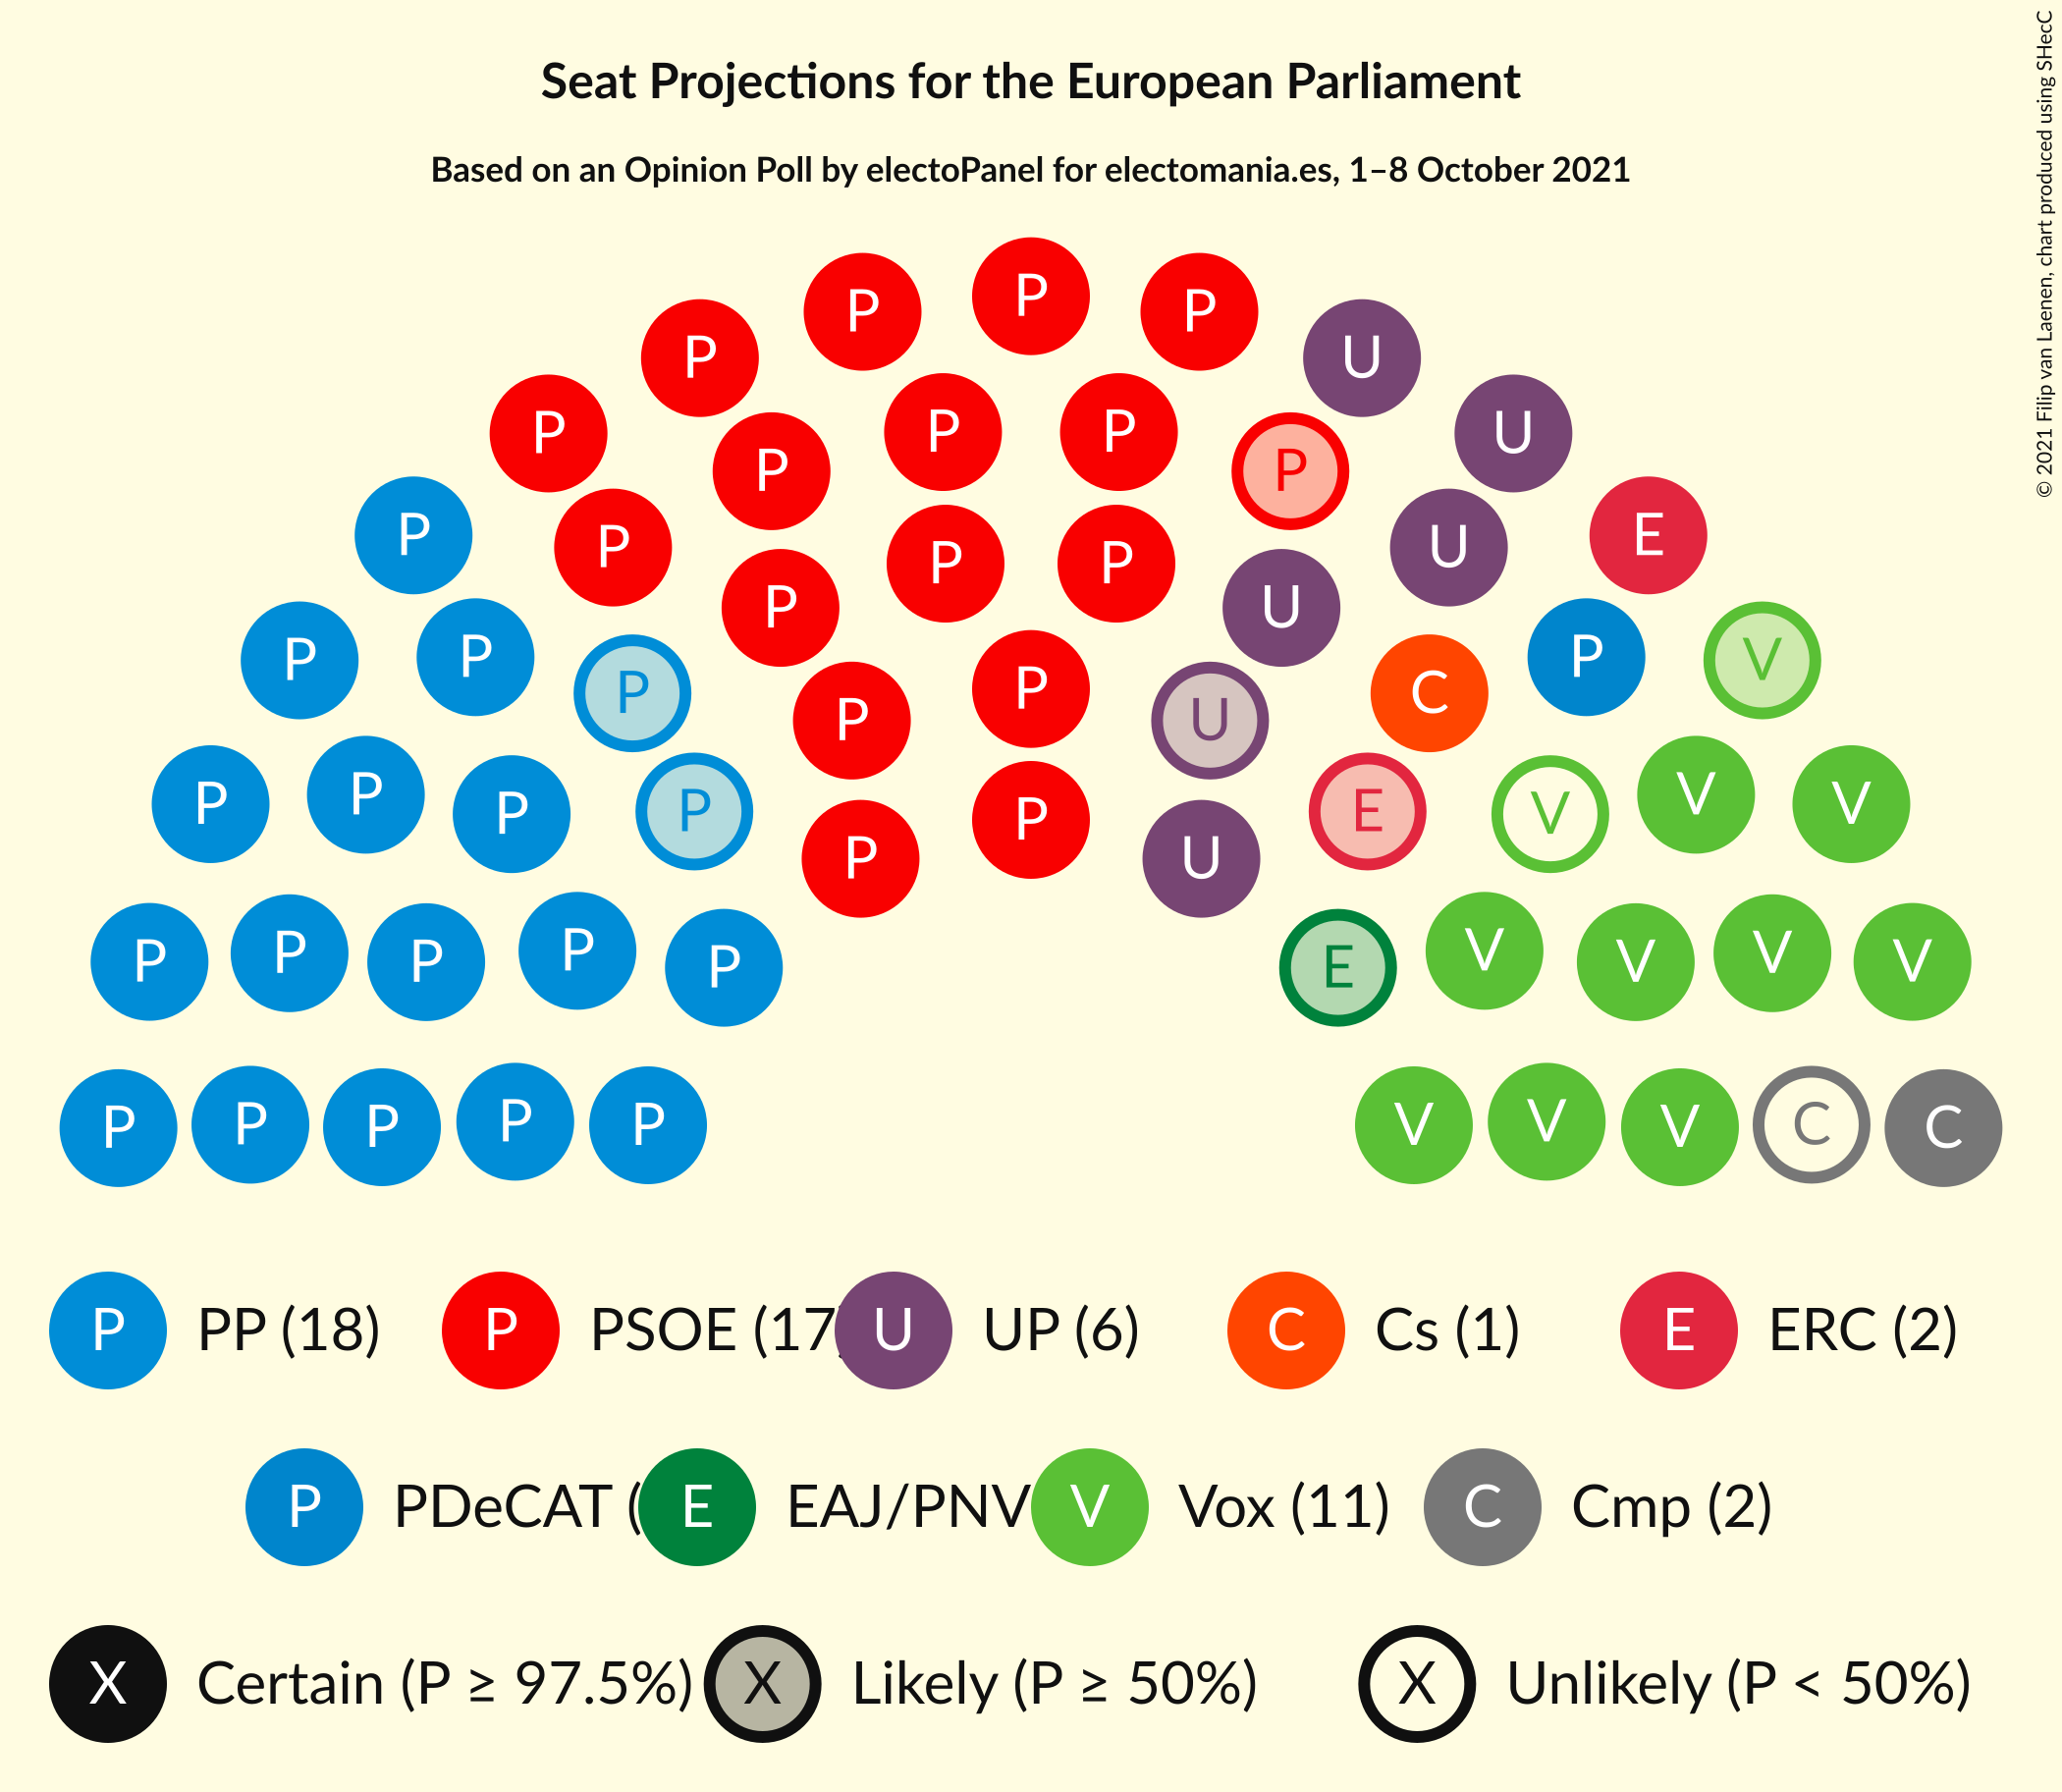 Seat Projections for the European Parliament
Based on an Opinion Poll by electoPanel for electomania.es, 1–8 October 2021
© 2021 Filip van Laenen, chart produced using SHecC
P P P
P U
P P P U
P P
P P P P U E
P U
P P P P C P V
P U
P P P P P E V V V
P U
P P P P P E V V V V
P P P P P V V V C C
P PP (18) P PSOE (17 U UP (6) C Cs (1) E ERC (2)
P PDeCAT ( E EAJ/PNV V Vox (11) C Cmp (2)
X Certain (P ≥ 97.5%) X Likely (P ≥ 50%) X Unlikely (P < 50%)